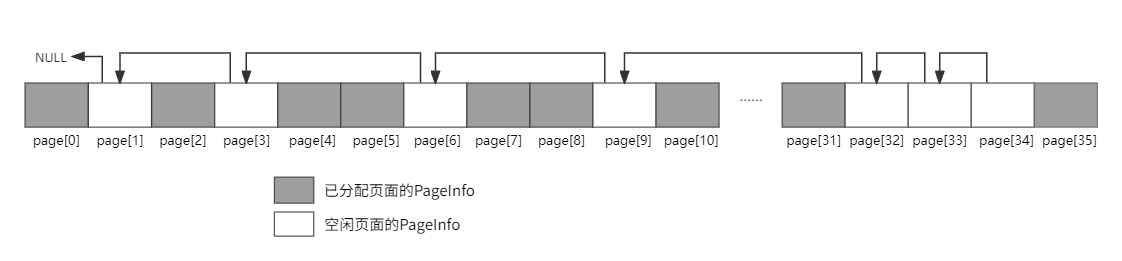 NULL
......
page[0] page[1] page[2] page[3] page[4] page[5] page[6] page[7] page[8] page[9] page[10] page[31] page[32] page[33] page[34] page[35]
已分配页面的PageInfo
空闲页面的PageInfo